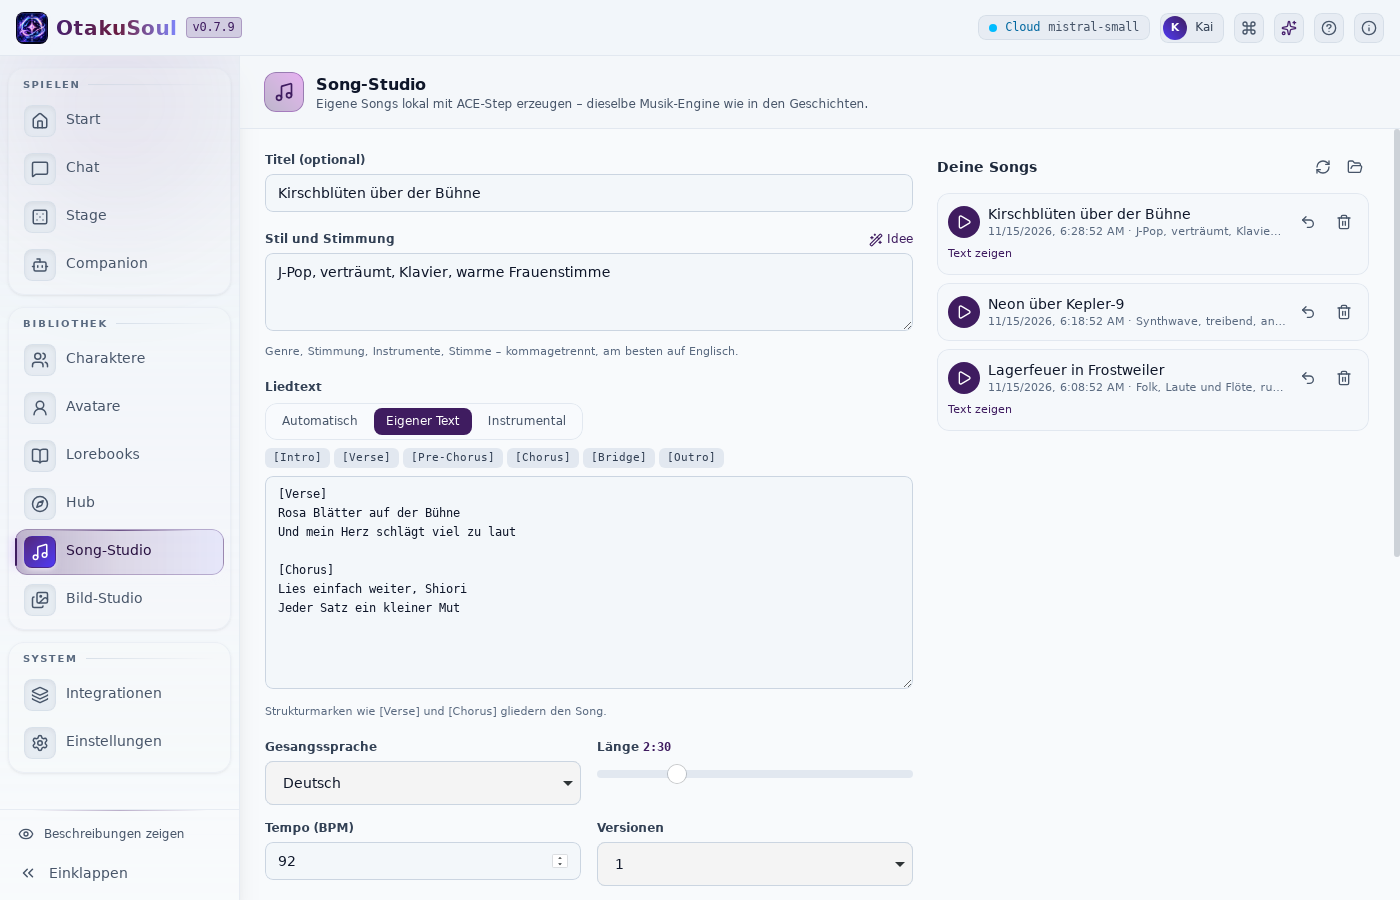 OtakuSoul v0.7.9
Cloud mistral-small
K Kai
SPIELEN
Start
Chat
Stage
Companion
BIBLIOTHEK
Charaktere
Avatare
Lorebooks
Hub
Song-Studio
Bild-Studio
SYSTEM
Integrationen
Einstellungen
Beschreibungen zeigen
Einklappen
Song-Studio
Eigene Songs lokal mit ACE-Step erzeugen – dieselbe Musik-Engine wie in den Geschichten.
Titel (optional)
Kirschblüten über der Bühne
Stil und Stimmung
Idee
J-Pop, verträumt, Klavier, warme Frauenstimme
Genre, Stimmung, Instrumente, Stimme – kommagetrennt, am besten auf Englisch.
Liedtext
Automatisch Eigener Text Instrumental
[Intro] [Verse] [Pre-Chorus] [Chorus] [Bridge] [Outro]
[Verse]
Rosa Blätter auf der Bühne
Und mein Herz schlägt viel zu laut
[Chorus]
Lies einfach weiter, Shiori
Jeder Satz ein kleiner Mut
Strukturmarken wie [Verse] und [Chorus] gliedern den Song.
Gesangssprache
Deutsch
Länge 2:30
Tempo (BPM)
92
Versionen
1
Deine Songs
Kirschblüten über der Bühne
11/15/2026, 6:28:52 AM · J-Pop, verträumt, Klavie...
Text zeigen
Neon über Kepler-9
11/15/2026, 6:18:52 AM · Synthwave, treibend, an...
Lagerfeuer in Frostweiler
11/15/2026, 6:08:52 AM · Folk, Laute und Flöte, ru...
Text zeigen